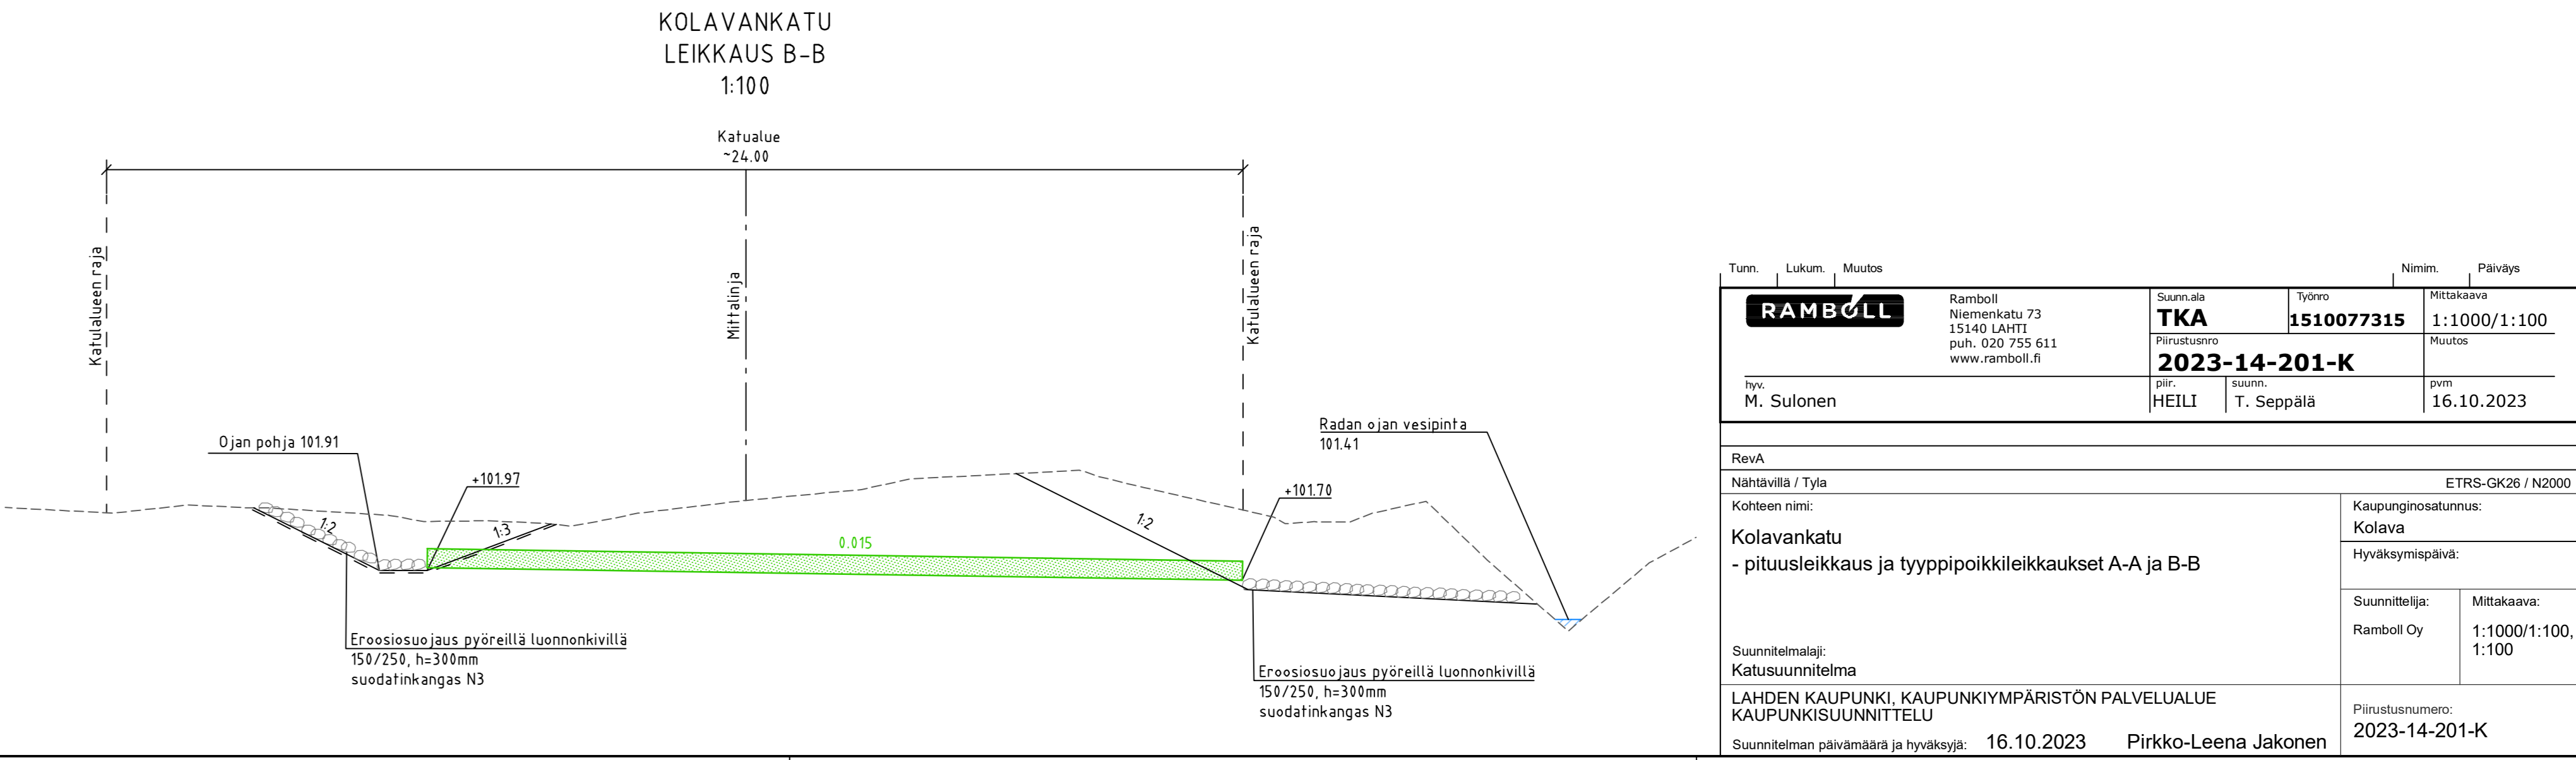 KOLAVANKATU
LEIKKAUS B-B
1:100
Katualue
~24.00
Katulalueen raja
Mittalinja
Katulalueen raja
Ojan pohja 101.91
+101.97
1:2
1:3
0.015
1:2
+101.70
Radan ojan vesipinta
101.41
Eroosiosuojaus pyöreillä luonnonkivillä
150/250, h=300mm
suodatinkangas N3
Eroosiosuojaus pyöreillä luonnonkivillä
150/250, h=300mm
suodatinkangas N3
Tunn. Lukum. Muutos Nimim. Päiväys
RAMBOLL
Ramboll
Niemenkatu 73
15140 LAHTI
puh. 020 755 611
www.ramboll.fi
Suunn.ala
TKA
Työnro
1510077315
Mittakaava
1:1000/1:100
Piirustusnro
2023-14-201-K
Muutos
hyv.
M. Sulonen
piir.
HEILI
suunn.
T. Seppälä
pvm
16.10.2023
RevA
Nähtävillä / Tyla ETRS-GK26 / N2000
Kohteen nimi:
Kolavankatu
- pituusleikkaus ja tyyppipoikkileikkaukset A-A ja B-B
Kaupunginosatunnus:
Kolava
Hyväksymispäivä:
Suunnittelija:
Ramboll Oy
Mittakaava:
1:1000/1:100,
1:100
Suunnitelmalaji:
Katusuunnitelma
LAHDEN KAUPUNKI, KAUPUNKIYMPÄRISTÖN PALVELUALUE
KAUPUNKISUUNNITTELU
Suunnitelman päivämäärä ja hyväksyjä: 16.10.2023 Pirkko-Leena Jakonen
Piirustusnumero:
2023-14-201-K